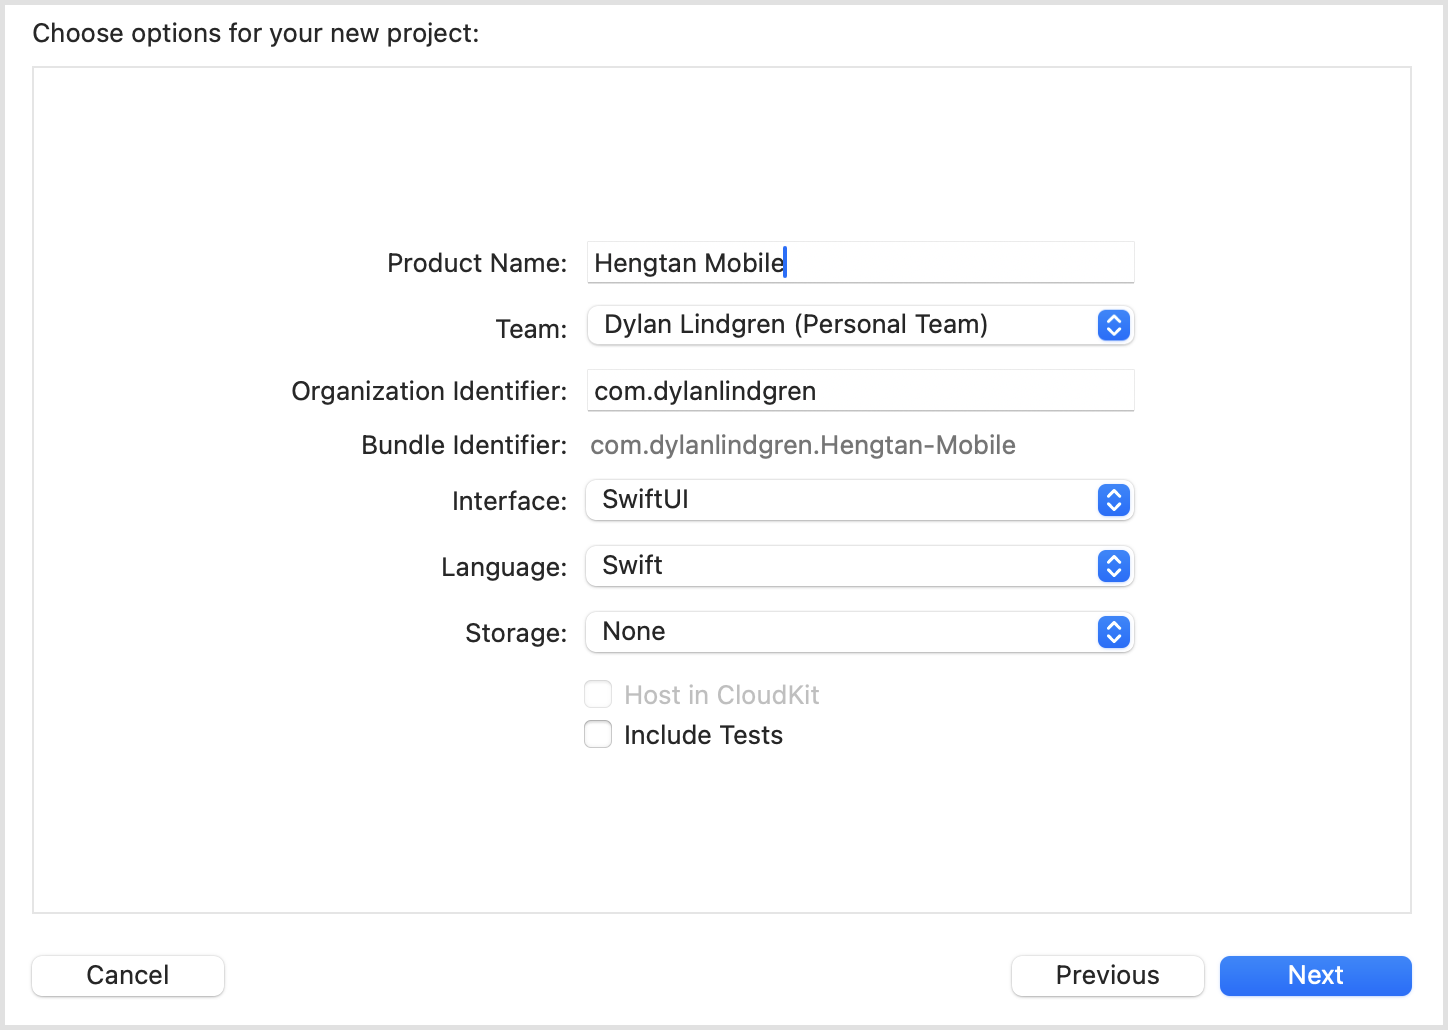 Choose options for your new project:
Product Name: Hengtan Mobile
Team: Dylan Lindgren (Personal Team)
Organization Identifier: com.dylanlindgren
Bundle Identifier: com.dylanlindgren.Hengtan-Mobile
Interface: SwiftUI
Language: Swift
Storage: None
Host in CloudKit
Include Tests
Cancel Previous Next